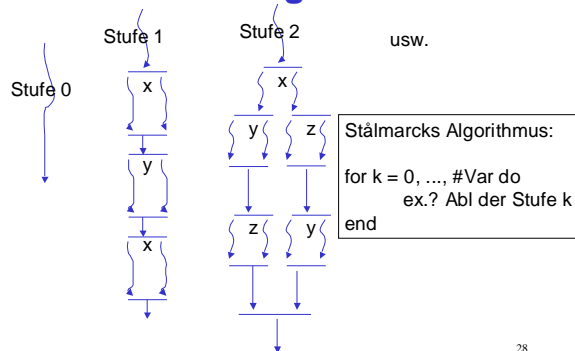 Stufe 0
Stufe 1
x
y
x
Stufe 2
x
y z
z y
usw.
Stålmarcks Algorithmus:
for k = 0, ..., #Var do
ex.? Abl der Stufe k
end
28